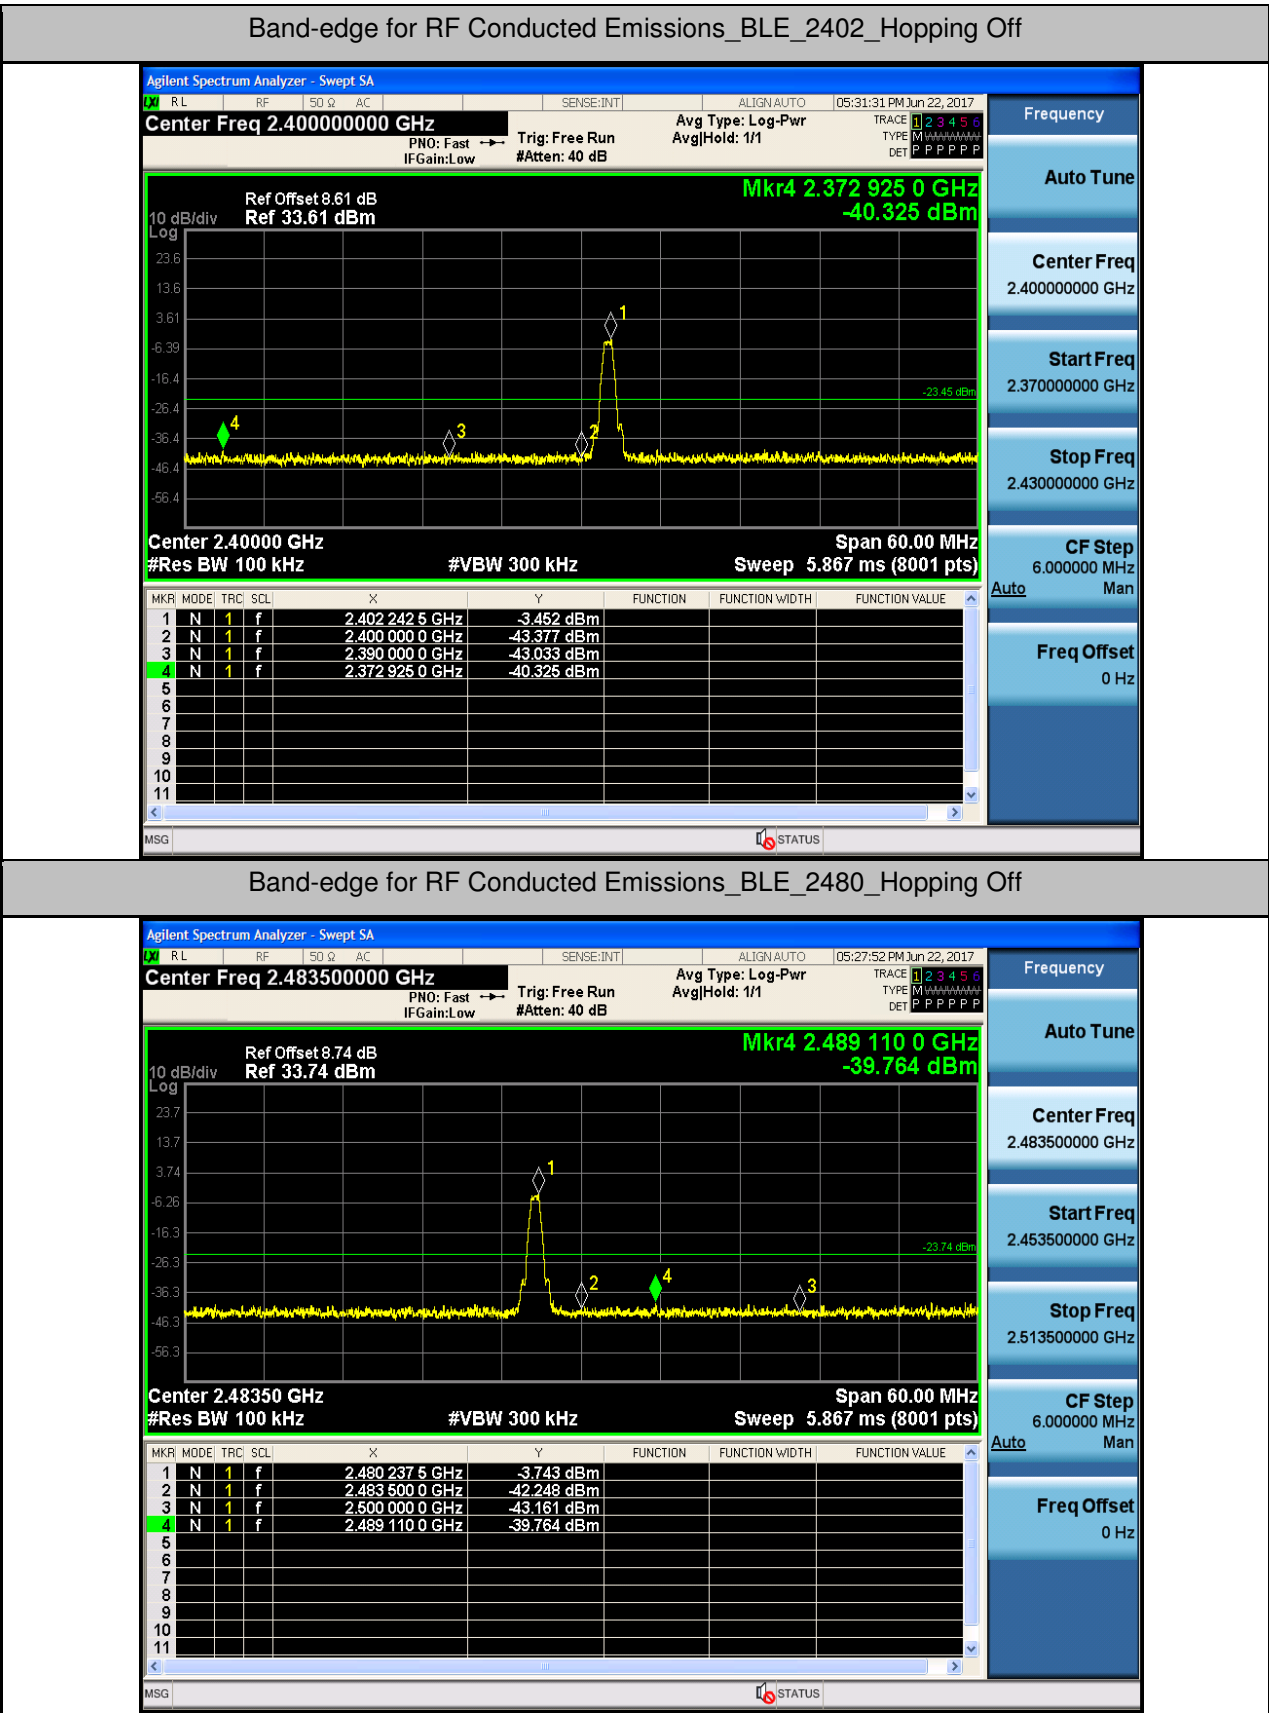 Band-edge for RF Conducted Emissions_BLE_2402_Hopping Off
Agilent Spectrum Analyzer - Swept SA
LXI RL RF 50 Ω AC SENSE:INT ALIGN AUTO 05:31:31 PM Jun 22, 2017
Center Freq 2.400000000 GHz
PNO: Fast
IFGain:Low
Trig: Free Run
#Atten: 40 dB
Avg Type: Log-Pwr
Avg|Hold: 1/1
TRACE 1 2 3 4 5 6
TYPE M
DET P P P P P P
Frequency
Auto Tune
Center Freq
2.400000000 GHz
Start Freq
2.370000000 GHz
Stop Freq
2.430000000 GHz
CF Step
6.000000 MHz
Auto Man
Freq Offset
0 Hz
Mkr4 2.372 925 0 GHz
-40.325 dBm
Ref Offset 8.61 dB
10 dB/div Ref 33.61 dBm
Log
23.6
13.6
3.61
-6.39
-16.4
-26.4
-36.4
-46.4
-56.4
1
-23.45 dBm
4
3
2
Center 2.40000 GHz Span 60.00 MHz
#Res BW 100 kHz #VBW 300 kHz Sweep 5.867 ms (8001 pts)
MKR MODE TRC SCL X Y FUNCTION FUNCTION WIDTH FUNCTION VALUE
1 N 1 f 2.402 242 5 GHz -3.452 dBm
2 N 1 f 2.400 000 0 GHz -43.377 dBm
3 N 1 f 2.390 000 0 GHz -43.033 dBm
4 N 1 f 2.372 925 0 GHz -40.325 dBm
5
6
7
8
9
10
11
MSG STATUS
Band-edge for RF Conducted Emissions_BLE_2480_Hopping Off
Agilent Spectrum Analyzer - Swept SA
LXI RL RF 50 Ω AC SENSE:INT ALIGN AUTO 05:27:52 PM Jun 22, 2017
Center Freq 2.483500000 GHz
PNO: Fast
IFGain:Low
Trig: Free Run
#Atten: 40 dB
Avg Type: Log-Pwr
Avg|Hold: 1/1
TRACE 1 2 3 4 5 6
TYPE M
DET P P P P P P
Frequency
Auto Tune
Center Freq
2.483500000 GHz
Start Freq
2.453500000 GHz
Stop Freq
2.513500000 GHz
CF Step
6.000000 MHz
Auto Man
Freq Offset
0 Hz
Mkr4 2.489 110 0 GHz
-39.764 dBm
Ref Offset 8.74 dB
10 dB/div Ref 33.74 dBm
Log
23.7
13.7
3.74
-6.26
-16.3
-26.3
-36.3
-46.3
-56.3
1
-23.74 dBm
2
4
3
Center 2.48350 GHz Span 60.00 MHz
#Res BW 100 kHz #VBW 300 kHz Sweep 5.867 ms (8001 pts)
MKR MODE TRC SCL X Y FUNCTION FUNCTION WIDTH FUNCTION VALUE
1 N 1 f 2.480 237 5 GHz -3.743 dBm
2 N 1 f 2.483 500 0 GHz -42.248 dBm
3 N 1 f 2.500 000 0 GHz -43.161 dBm
4 N 1 f 2.489 110 0 GHz -39.764 dBm
5
6
7
8
9
10
11
MSG STATUS